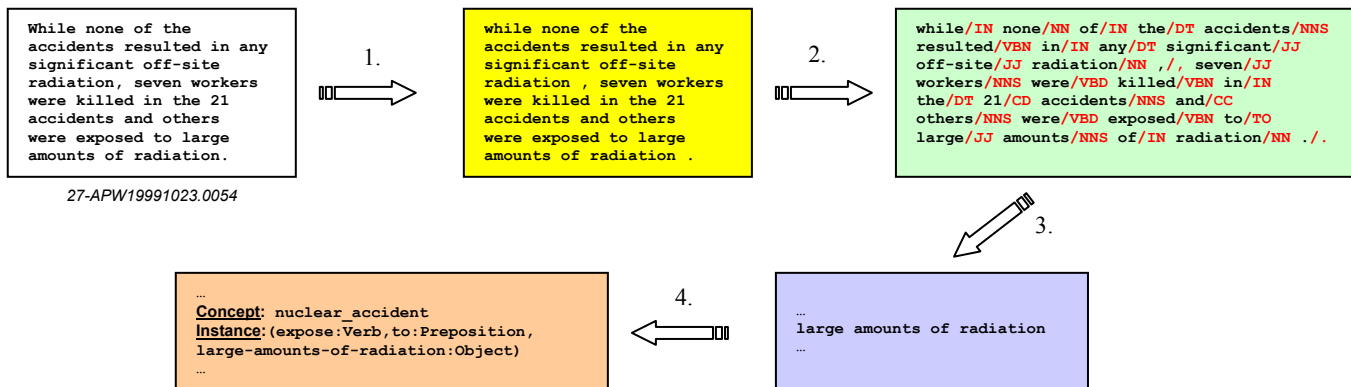 While none of the
accidents resulted in any
significant off-site
radiation, seven workers
were killed in the 21
accidents and others
were exposed to large
amounts of radiation.
27-APW19991023.0054
1.
while none of the
accidents resulted in any
significant off-site
radiation , seven workers
were killed in the 21
accidents and others
were exposed to large
amounts of radiation .
2.
while/IN none/NN of/IN the/DT accidents/NNS
resulted/VBN in/IN any/DT significant/JJ
off-site/JJ radiation/NN ,/, seven/JJ
workers/NNS were/VBD killed/VBN in/IN
the/DT 21/CD accidents/NNS and/CC
others/NNS were/VBD exposed/VBN to/TO
large/JJ amounts/NNS of/IN radiation/NN ./.
3.
…
large amounts of radiation
…
4.
…
Concept: nuclear_accident
Instance:(expose:Verb,to:Preposition,
large-amounts-of-radiation:Object)
…